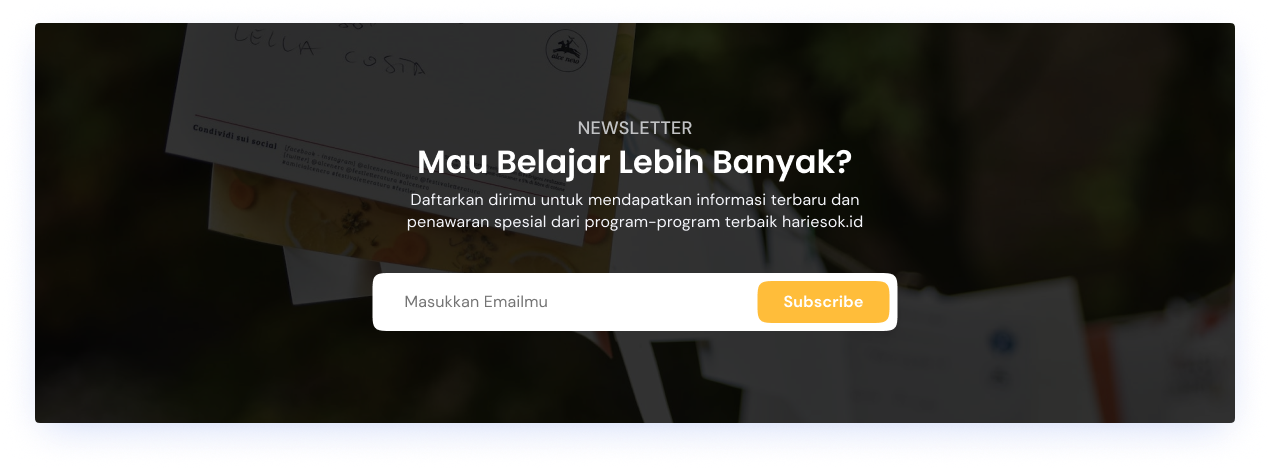 LELLA COSTA
Condividi sui social
NEWSLETTER
Mau Belajar Lebih Banyak?
Daftarkan dirimu untuk mendapatkan informasi terbaru dan
penawaran spesial dari program-program terbaik hariesok.id
Masukkan Emailmu
Subscribe